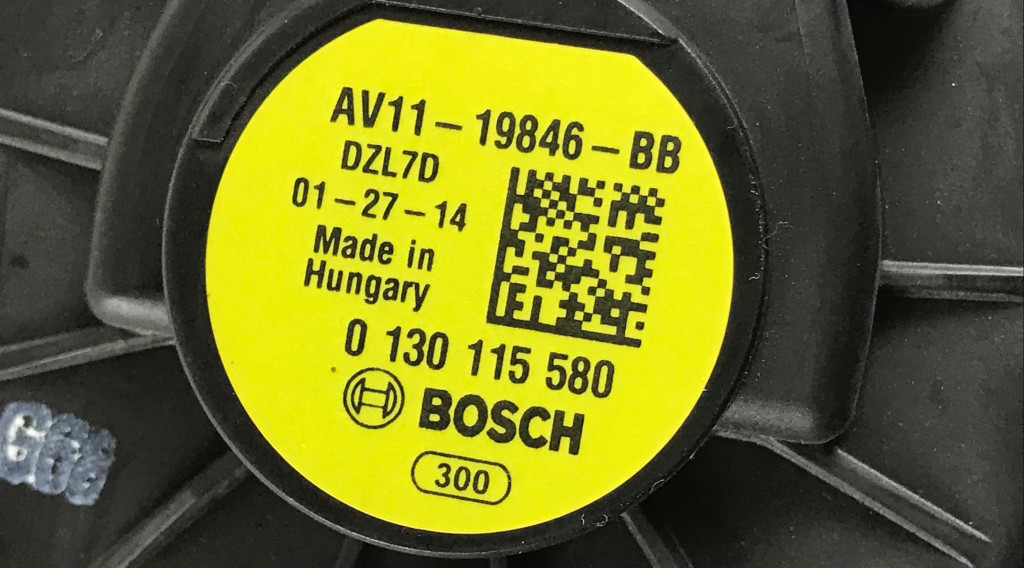 AV11-19846-BB
DZL7D
01-27-14
Made in
Hungary
0 130 115 580
BOSCH
300